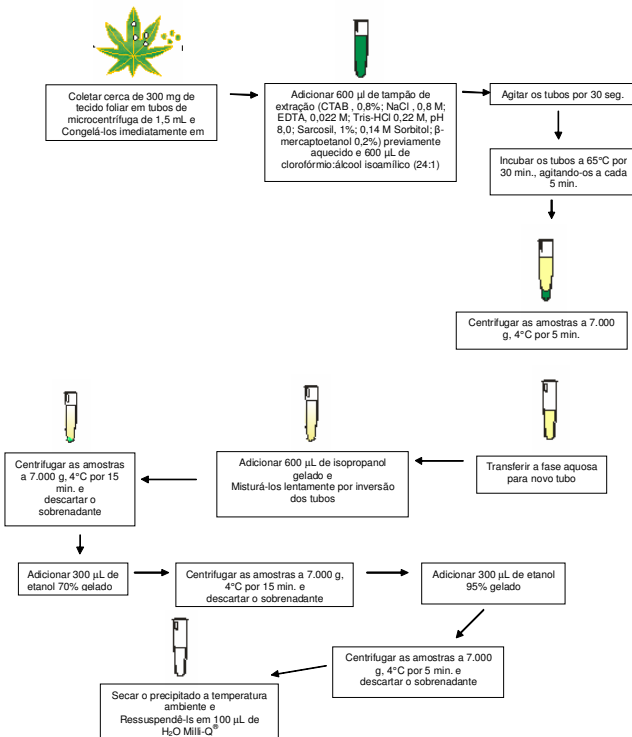 Coletar cerca de 300 mg de
tecido foliar em tubos de
microcentrífuga de 1,5 mL e
Congelá-los imediatamente em
Adicionar 600 µl de tampão de
extração (CTAB , 0,8%; NaCl , 0,8 M;
EDTA, 0,022 M; Tris-HCl 0,22 M, pH
8,0; Sarcosil, 1%; 0,14 M Sorbitol; β-
mercaptoetanol 0,2%) previamente
aquecido e 600 µL de
clorofórmio:álcool isoamílico (24:1)
Agitar os tubos por 30 seg.
Incubar os tubos a 65°C por
30 min., agitando-os a cada
5 min.
Centrifugar as amostras a 7.000
g, 4°C por 5 min.
Transferir a fase aquosa
para novo tubo
Adicionar 600 µL de isopropanol
gelado e
Misturá-los lentamente por inversão
dos tubos
Centrifugar as amostras
a 7.000 g, 4°C por 15
min. e
descartar o
sobrenadante
Adicionar 300 µL de
etanol 70% gelado
Centrifugar as amostras a 7.000 g,
4°C por 15 min. e
descartar o sobrenadante
Adicionar 300 µL de etanol
95% gelado
Centrifugar as amostras a 7.000
g, 4°C por 5 min. e
descartar o sobrenadante
Secar o precipitado a temperatura
ambiente e
Ressuspendê-ls em 100 µL de
H₂O Milli-Q®